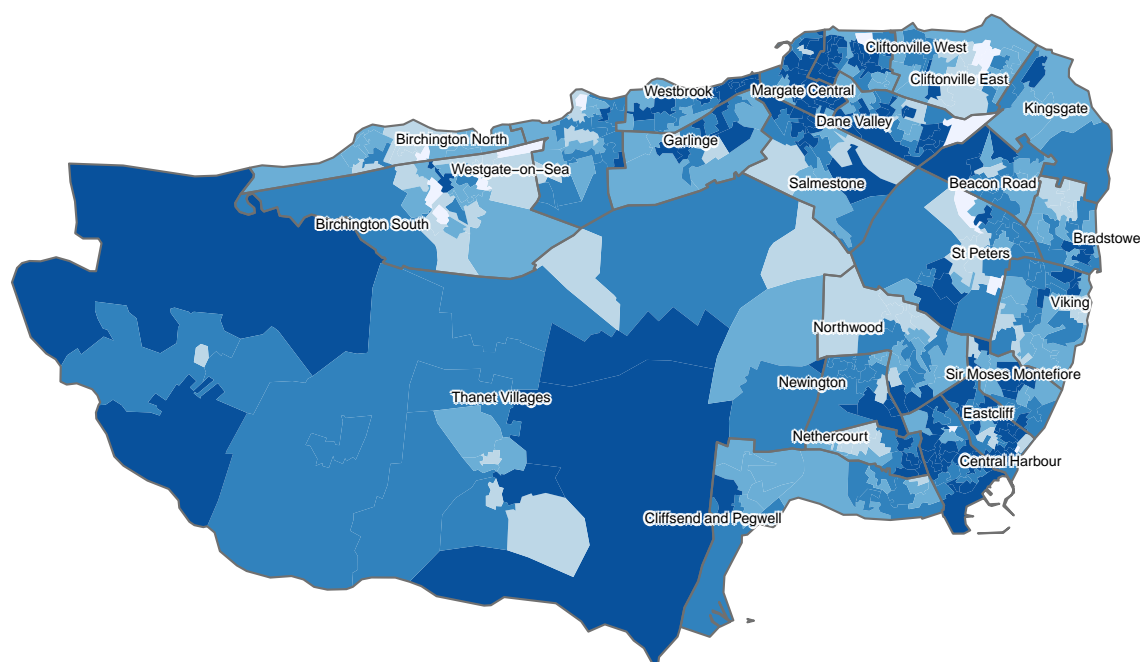 Cliftonville West
Cliftonville East
Westbrook
Margate Central
Kingsgate
Dane Valley
Birchington North
Garlinge
Westgate−on−Sea
Salmestone
Beacon Road
Birchington South
Bradstowe
St Peters
Viking
Northwood
Sir Moses Montefiore
Newington
Thanet Villages
Eastcliff
Nethercourt
Central Harbour
Cliffsend and Pegwell